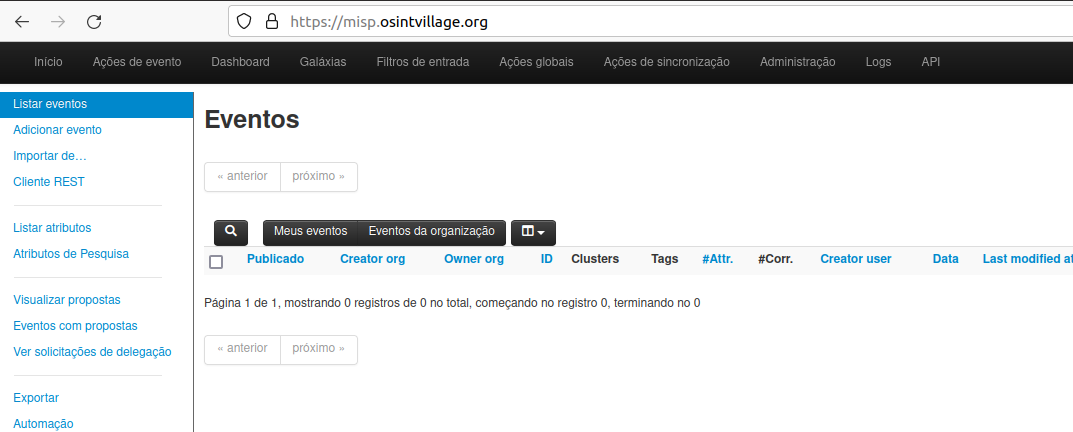 https://misp.osintvillage.org
Início Ações de evento Dashboard Galáxias Filtros de entrada Ações globais Ações de sincronização Administração Logs API
Listar eventos
Adicionar evento
Importar de…
Cliente REST
Listar atributos
Atributos de Pesquisa
Visualizar propostas
Eventos com propostas
Ver solicitações de delegação
Exportar
Automação
Eventos
« anterior próximo »
Meus eventos Eventos da organização
Publicado Creator org Owner org ID Clusters Tags #Attr. #Corr. Creator user Data Last modified at
Página 1 de 1, mostrando 0 registros de 0 no total, começando no registro 0, terminando no 0
« anterior próximo »